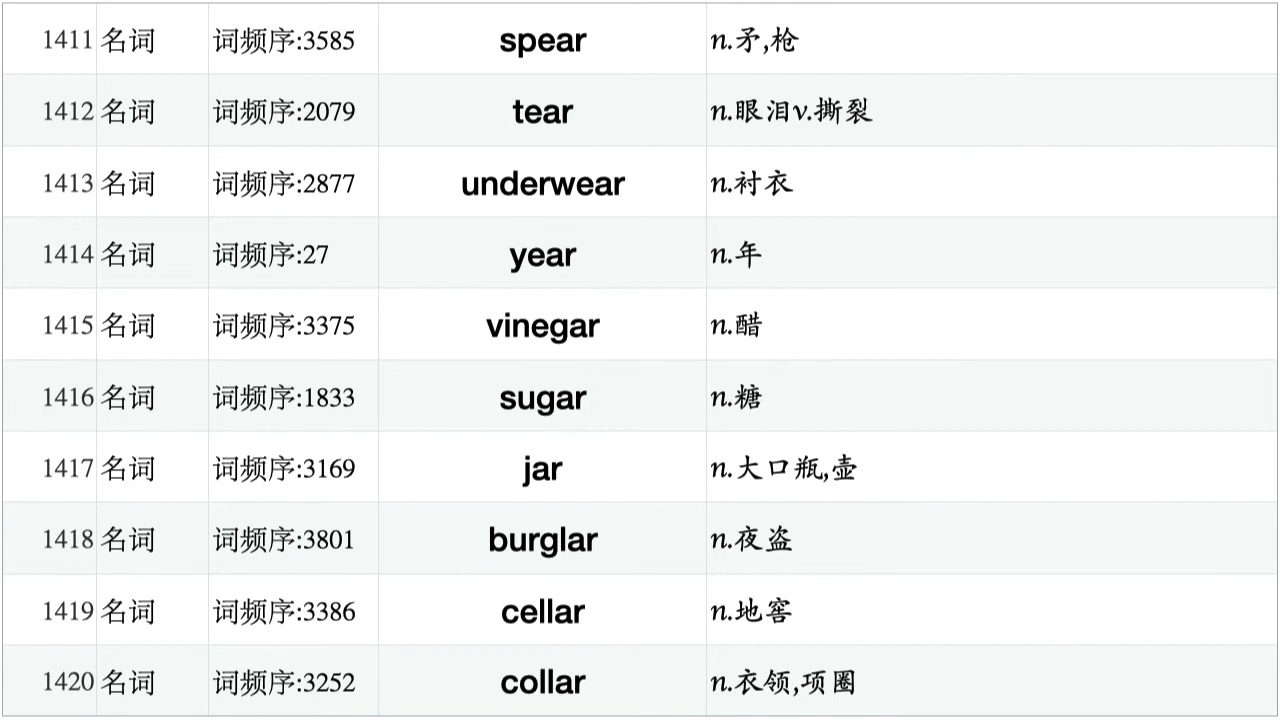 1411 名词 词频序:3585 spear n.矛,枪
1412 名词 词频序:2079 tear n.眼泪v.撕裂
1413 名词 词频序:2877 underwear n.衬衣
1414 名词 词频序:27 year n.年
1415 名词 词频序:3375 vinegar n.醋
1416 名词 词频序:1833 sugar n.糖
1417 名词 词频序:3169 jar n.大口瓶,壶
1418 名词 词频序:3801 burglar n.夜盗
1419 名词 词频序:3386 cellar n.地窖
1420 名词 词频序:3252 collar n.衣领,项圈